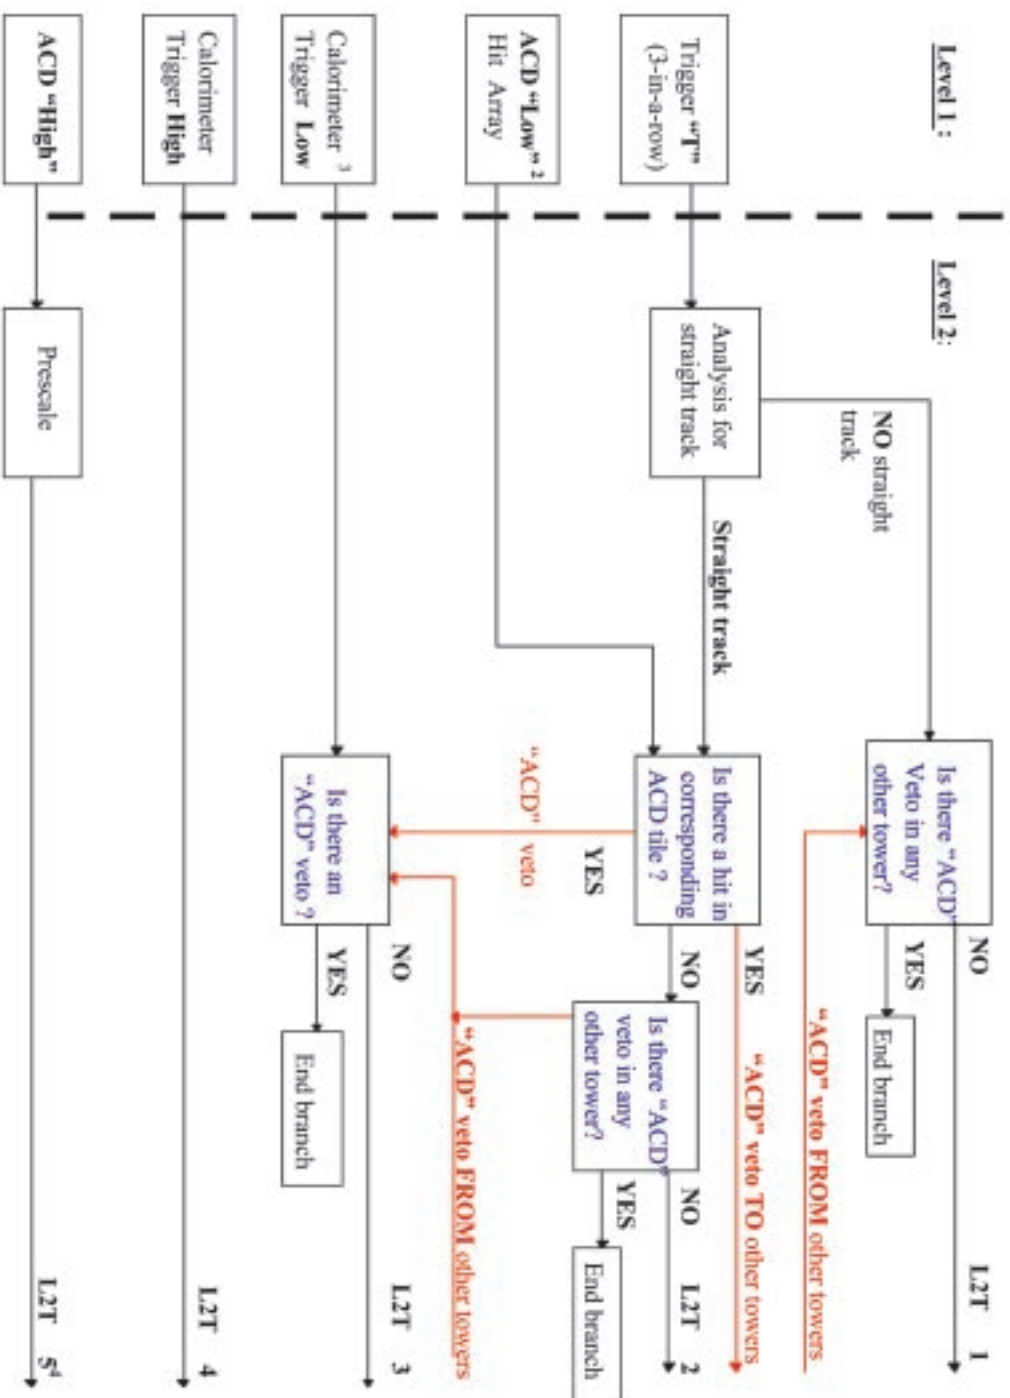 Level 1 :
Trigger “T”
(3-in-a-row)
ACD “Low” 2
Hit Array
Calorimeter 3
Trigger Low
Calorimeter
Trigger High
ACD “High”
Level 2:
NO straight
track
Analysis for
straight track
Straight track
Prescale
Is there “ACD”
Veto in any
other tower?
NO
YES
End branch
L2T 1
“ACD” veto FROM other towers
Is there a hit in
corresponding
ACD tile ?
YES
“ACD” veto TO other towers
NO
YES
“ACD” veto
Is there “ACD”
veto in any
other tower?
NO
YES
End branch
L2T 2
“ACD” veto FROM other towers
Is there an
“ACD” veto ?
NO
YES
End branch
L2T 3
L2T 4
L2T 5⁴